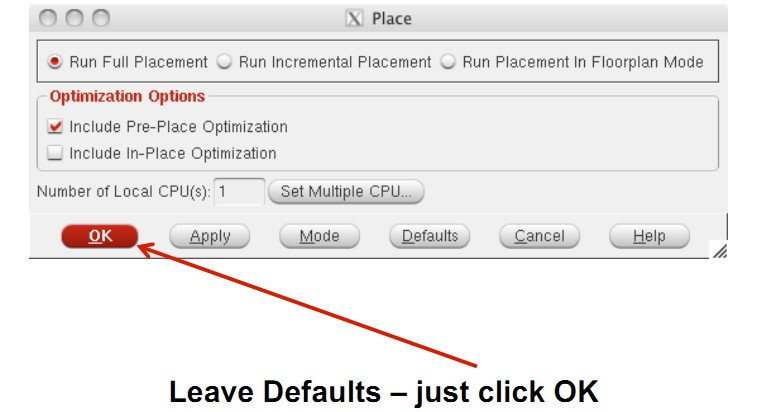 Place
Run Full Placement Run Incremental Placement Run Placement In Floorplan Mode
Optimization Options
Include Pre-Place Optimization
Include In-Place Optimization
Number of Local CPU(s): 1 Set Multiple CPU...
OK Apply Mode Defaults Cancel Help
Leave Defaults – just click OK